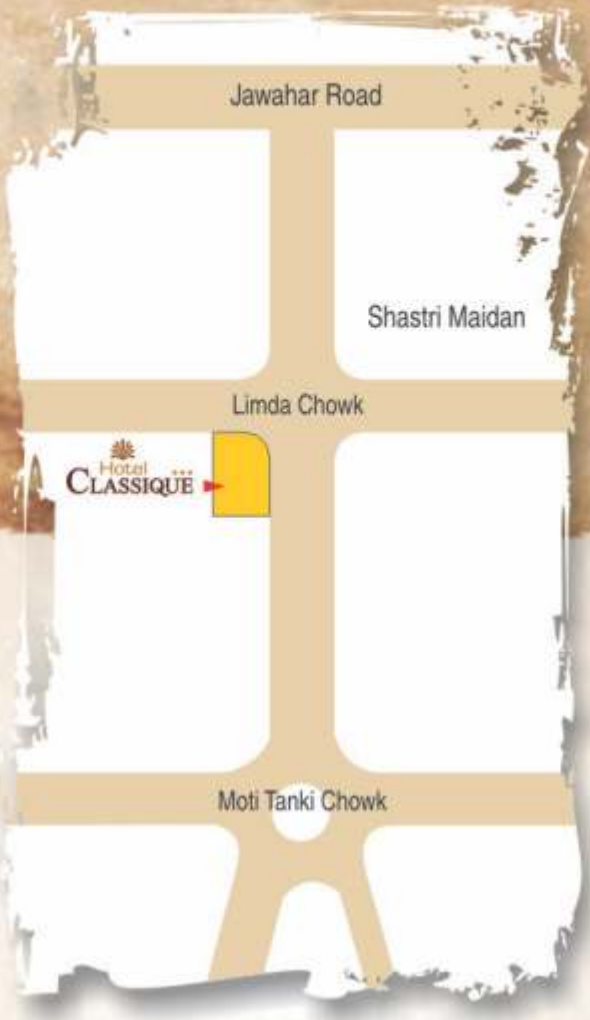 Jawahar Road
Shastri Maidan
Limda Chowk
Hotel
CLASSIQUE
Moti Tanki Chowk